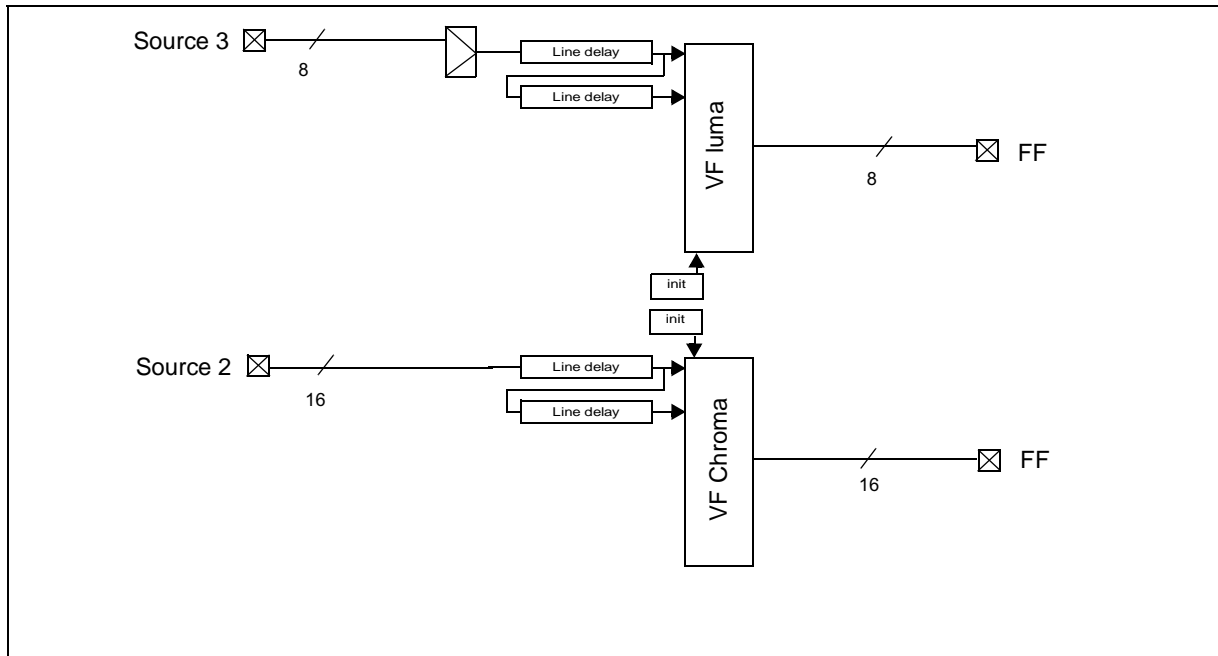 Source 3
8
Line delay
Line delay
VF luma
8
FF
init
init
Source 2
16
Line delay
Line delay
VF Chroma
16
FF